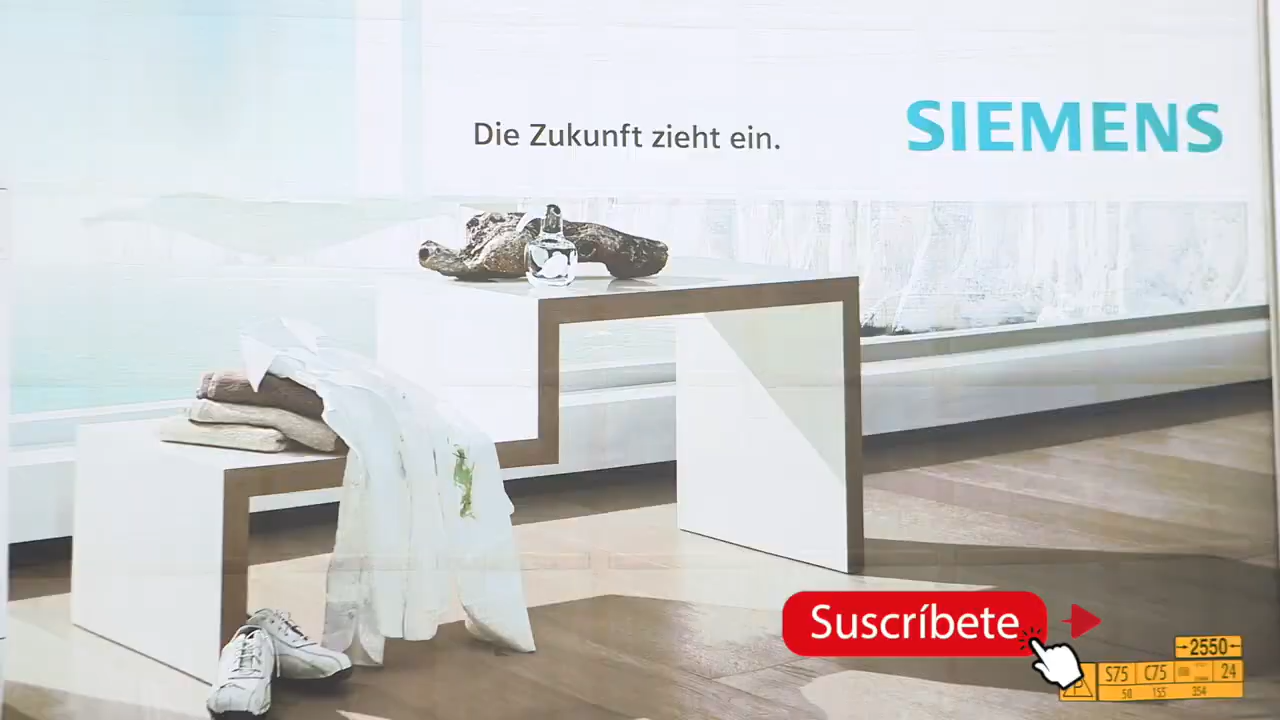 Die Zukunft zieht ein.
SIEMENS
Suscríbete
2550
S75 C75 24
50 155 354